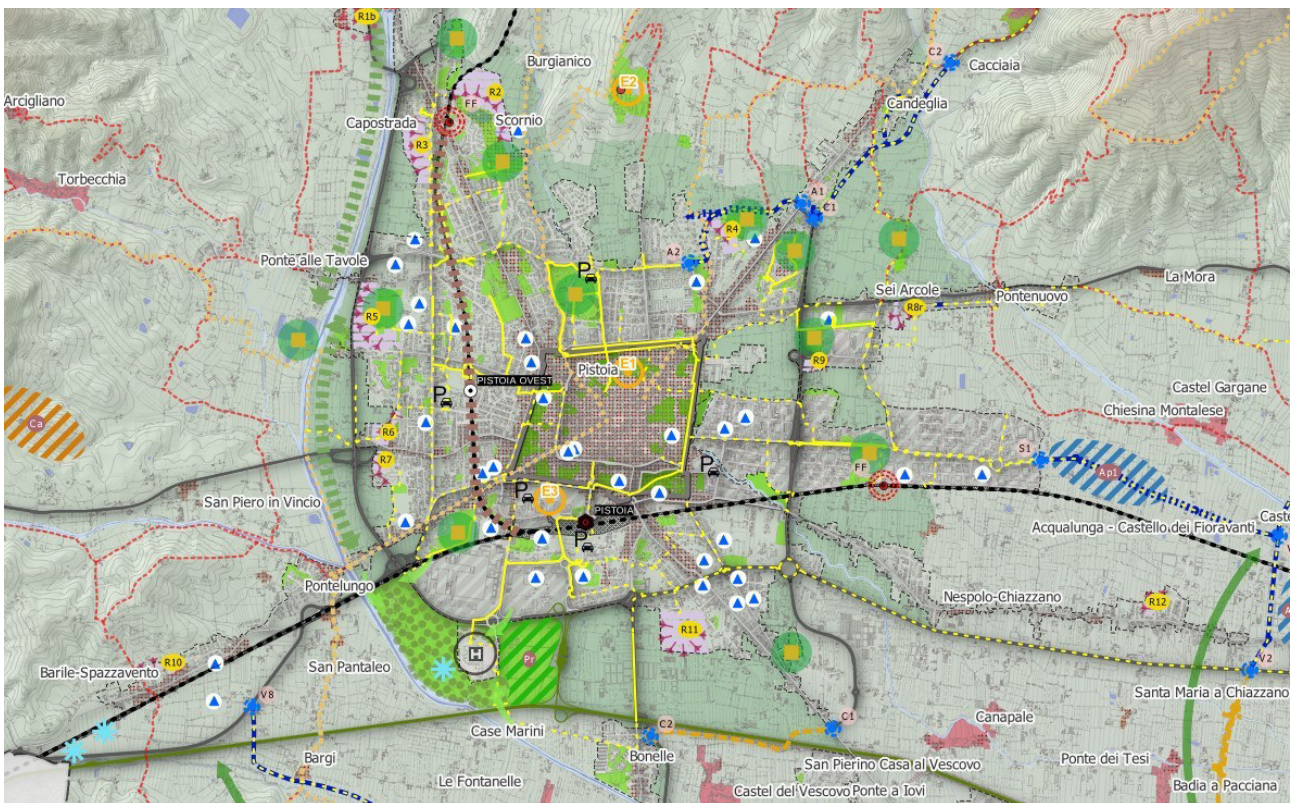 R1b
Burgianico
C2
Cacciaia
E2
R2
Arcigliano
FF
Candeglia
Capostrada
Scornio
R3
Torbecchia
A1
C1
R4
A2
Ponte alle Tavole
La Mora
Sei Arcole
Pontenuovo
R5
R8r
E1
R9
Pistoia
PISTOIA OVEST
P
Castel Gargane
Chiesina Montalese
Ca
R6
S1
R7
FF
P
Ap1
P
E3
San Piero in Vincio
PISTOIA
P
Acqualunga - Castello dei Fioravanti
Caste
P
Pontelungo
Nespolo-Chiazzano
R12
A
R11
H
Pr
R10
Barile-Spazzavento
San Pantaleo
V2
V8
Santa Maria a Chiazzano
C2
C1
Canapale
Case Marini
Bargi
Bonelle
San Pierino Casa al Vescovo
Ponte dei Tesi
Le Fontanelle
Castel del Vescovo
Ponte a Iovi
Badia a Pacciana